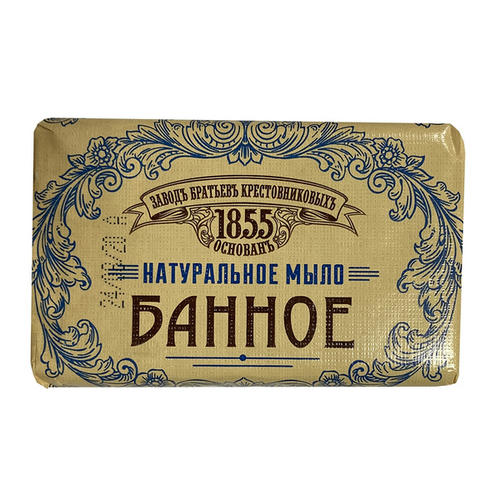 ЗАВОДЪ БРАТЬЕВЪ КРЕСТОВНИКОВЫХЪ
1855
ОСНОВАНЪ
НАТУРАЛЬНОЕ МЫЛО
БАННОЕ